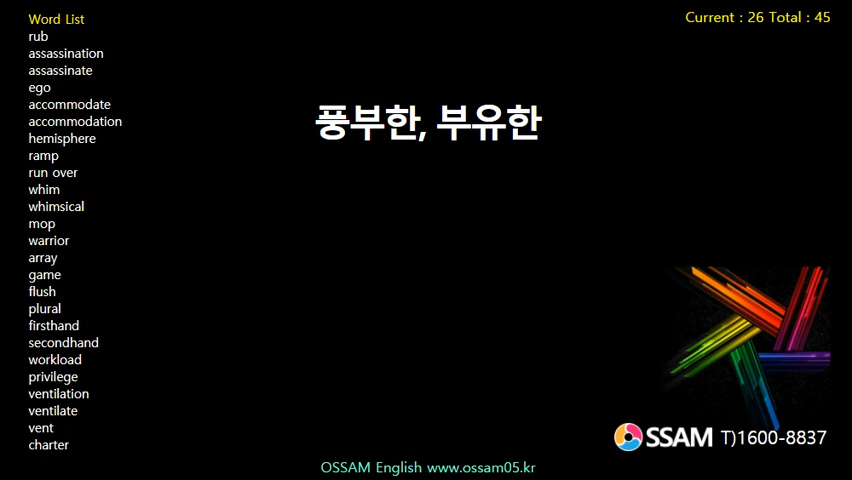 Word List
rub
assassination
assassinate
ego
accommodate
accommodation
hemisphere
ramp
run over
whim
whimsical
mop
warrior
array
game
flush
plural
firsthand
secondhand
workload
privilege
ventilation
ventilate
vent
charter
Current : 26 Total : 45
풍부한, 부유한
SSAM T)1600-8837
OSSAM English www.ossam05.kr